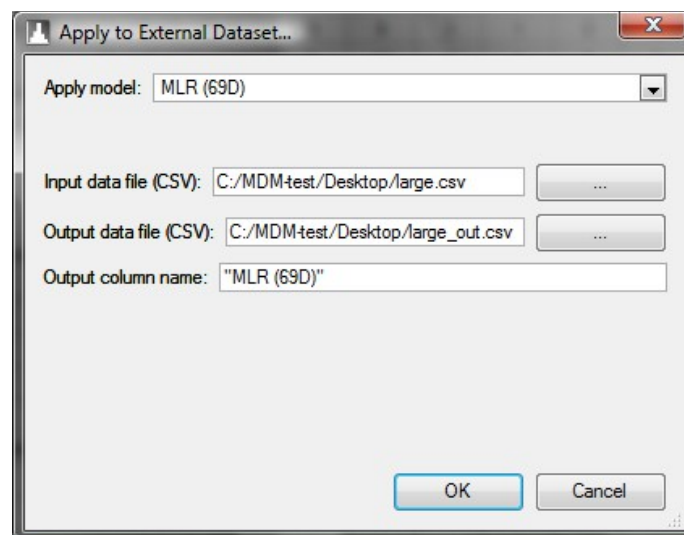 Apply to External Dataset...
Apply model: MLR (69D)
Input data file (CSV): C:/MDM-test/Desktop/large.csv ...
Output data file (CSV): C:/MDM-test/Desktop/large_out.csv ...
Output column name: "MLR (69D)"
OK Cancel